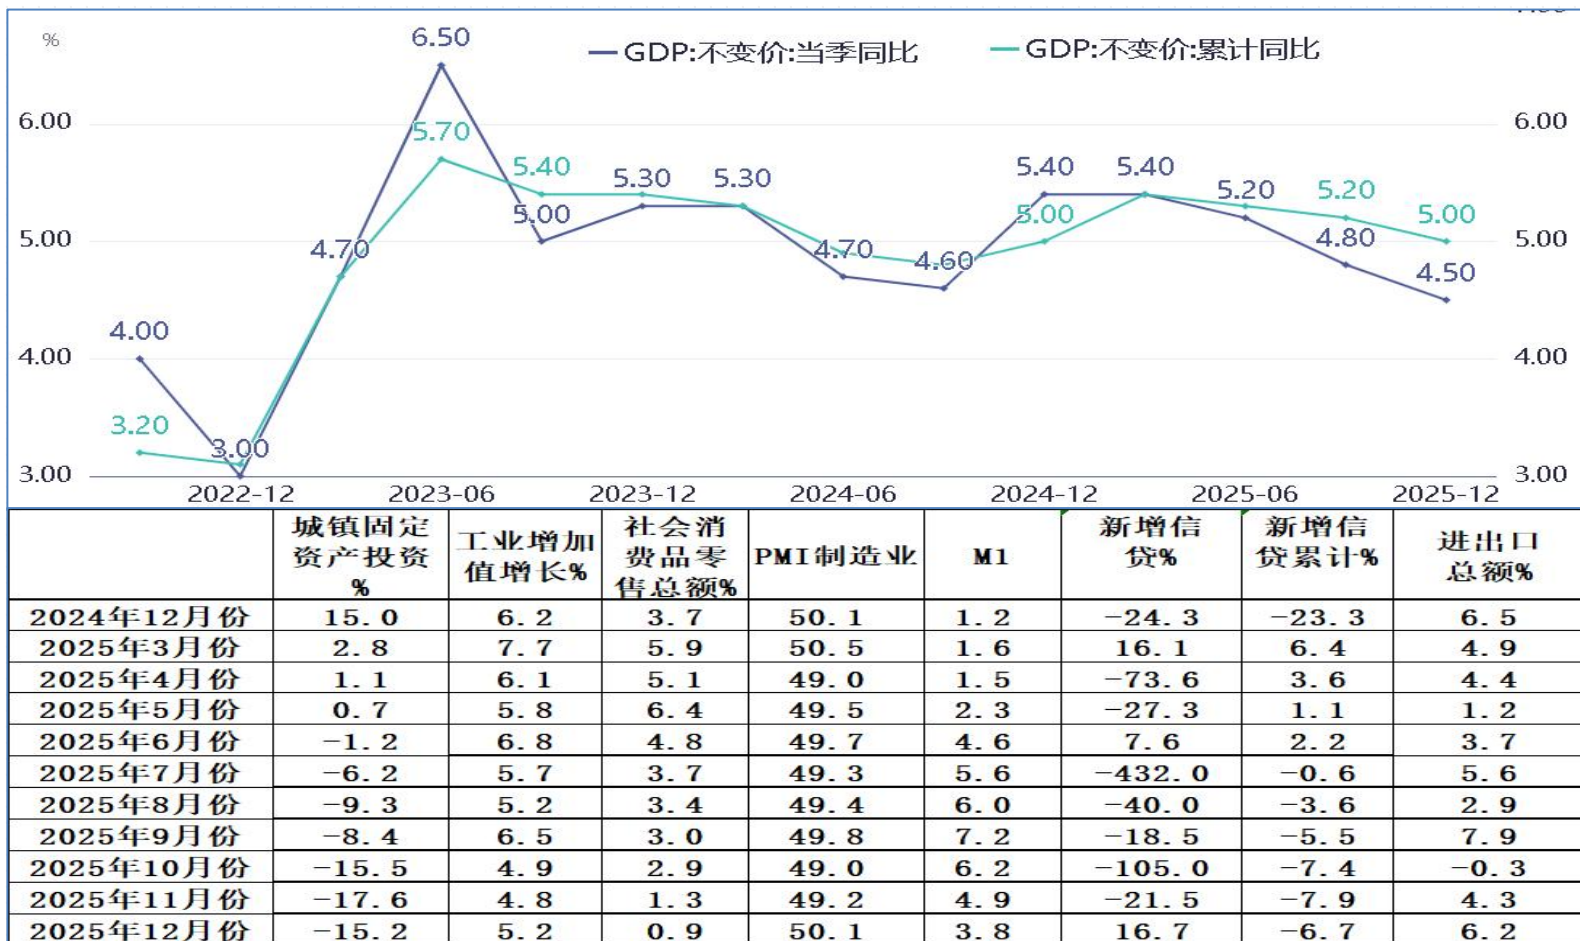 %
GDP:不变价:当季同比
GDP:不变价:累计同比
6.00
5.00
4.00
3.00
6.00
5.00
4.00
3.00
4.00
3.20
3.00
4.70
6.50
5.70
5.40
5.00
5.30
5.30
4.70
4.60
5.40
5.00
5.40
5.20
5.20
4.80
5.00
4.50
2022-12 2023-06 2023-12 2024-06 2024-12 2025-06 2025-12
城镇固定资产投资% 工业增加值增长% 社会消费品零售总额% PMI制造业 M1 新增信贷% 新增信贷累计% 进出口总额%
2024年12月份 15.0 6.2 3.7 50.1 1.2 -24.3 -23.3 6.5
2025年3月份 2.8 7.7 5.9 50.5 1.6 16.1 6.4 4.9
2025年4月份 1.1 6.1 5.1 49.0 1.5 -73.6 3.6 4.4
2025年5月份 0.7 5.8 6.4 49.5 2.3 -27.3 1.1 1.2
2025年6月份 -1.2 6.8 4.8 49.7 4.6 7.6 2.2 3.7
2025年7月份 -6.2 5.7 3.7 49.3 5.6 -432.0 -0.6 5.6
2025年8月份 -9.3 5.2 3.4 49.4 6.0 -40.0 -3.6 2.9
2025年9月份 -8.4 6.5 3.0 49.8 7.2 -18.5 -5.5 7.9
2025年10月份 -15.5 4.9 2.9 49.0 6.2 -105.0 -7.4 -0.3
2025年11月份 -17.6 4.8 1.3 49.2 4.9 -21.5 -7.9 4.3
2025年12月份 -15.2 5.2 0.9 50.1 3.8 16.7 -6.7 6.2